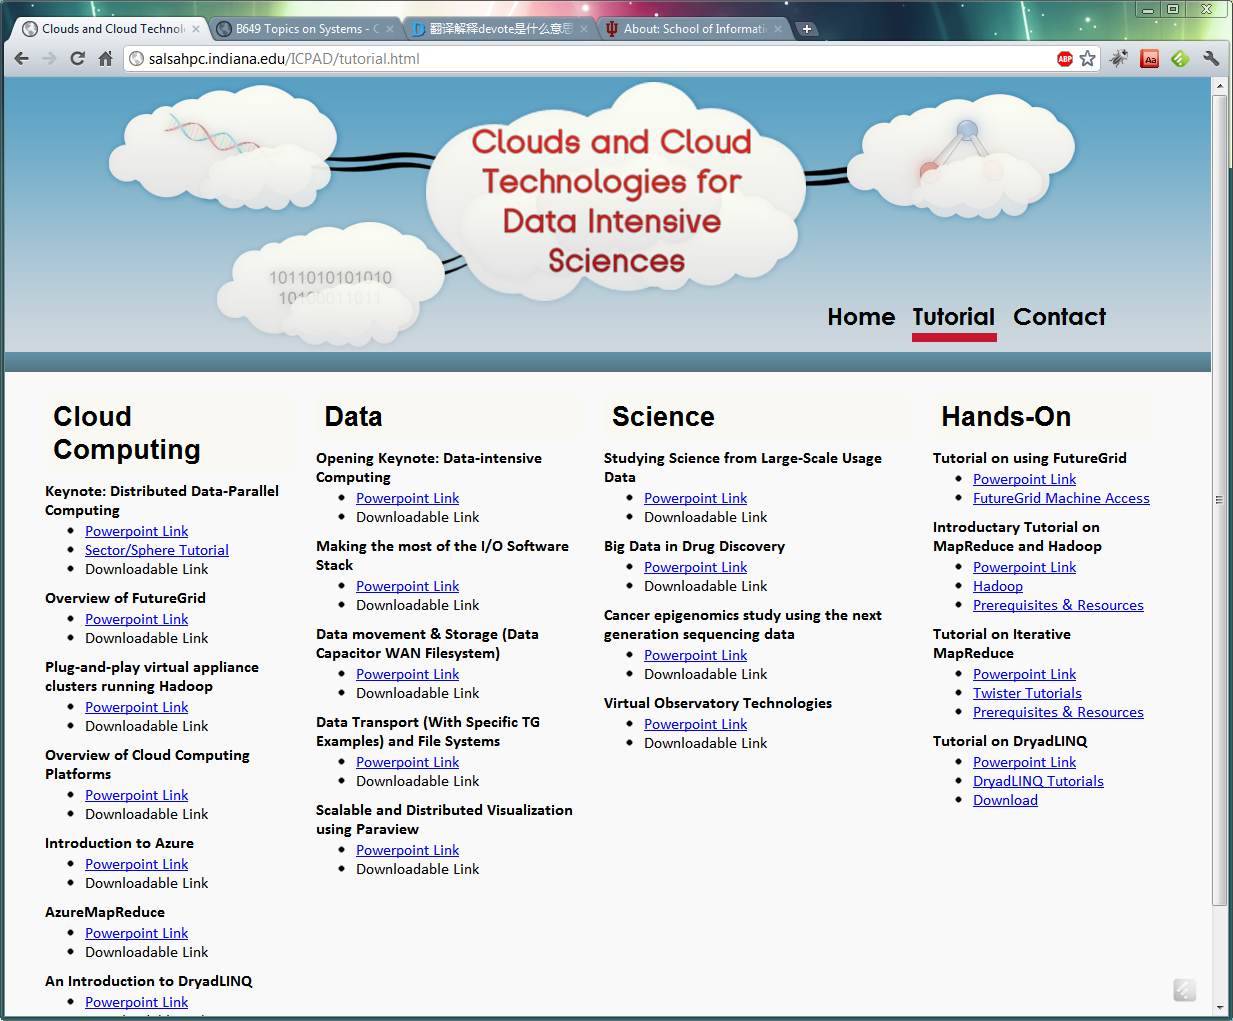 Clouds and Cloud Technol
B649 Topics on Systems - C
翻译解释devote是什么意思
About: School of Informati
salsahpc.indiana.edu/ICPAD/tutorial.html
ABP
Aa
Clouds and Cloud
Technologies for
Data Intensive
Sciences
1011010101010
10100011011
Home Tutorial Contact
Cloud
Computing
Keynote: Distributed Data-Parallel
Computing
Powerpoint Link
Sector/Sphere Tutorial
Downloadable Link
Overview of FutureGrid
Powerpoint Link
Downloadable Link
Plug-and-play virtual appliance
clusters running Hadoop
Powerpoint Link
Downloadable Link
Overview of Cloud Computing
Platforms
Powerpoint Link
Downloadable Link
Introduction to Azure
Powerpoint Link
Downloadable Link
AzureMapReduce
Powerpoint Link
Downloadable Link
An Introduction to DryadLINQ
Powerpoint Link
Data
Opening Keynote: Data-intensive
Computing
Powerpoint Link
Downloadable Link
Making the most of the I/O Software
Stack
Powerpoint Link
Downloadable Link
Data movement & Storage (Data
Capacitor WAN Filesystem)
Powerpoint Link
Downloadable Link
Data Transport (With Specific TG
Examples) and File Systems
Powerpoint Link
Downloadable Link
Scalable and Distributed Visualization
using Paraview
Powerpoint Link
Downloadable Link
Science
Studying Science from Large-Scale Usage
Data
Powerpoint Link
Downloadable Link
Big Data in Drug Discovery
Powerpoint Link
Downloadable Link
Cancer epigenomics study using the next
generation sequencing data
Powerpoint Link
Downloadable Link
Virtual Observatory Technologies
Powerpoint Link
Downloadable Link
Hands-On
Tutorial on using FutureGrid
Powerpoint Link
FutureGrid Machine Access
Introductary Tutorial on
MapReduce and Hadoop
Powerpoint Link
Hadoop
Prerequisites & Resources
Tutorial on Iterative
MapReduce
Powerpoint Link
Twister Tutorials
Prerequisites & Resources
Tutorial on DryadLINQ
Powerpoint Link
DryadLINQ Tutorials
Download